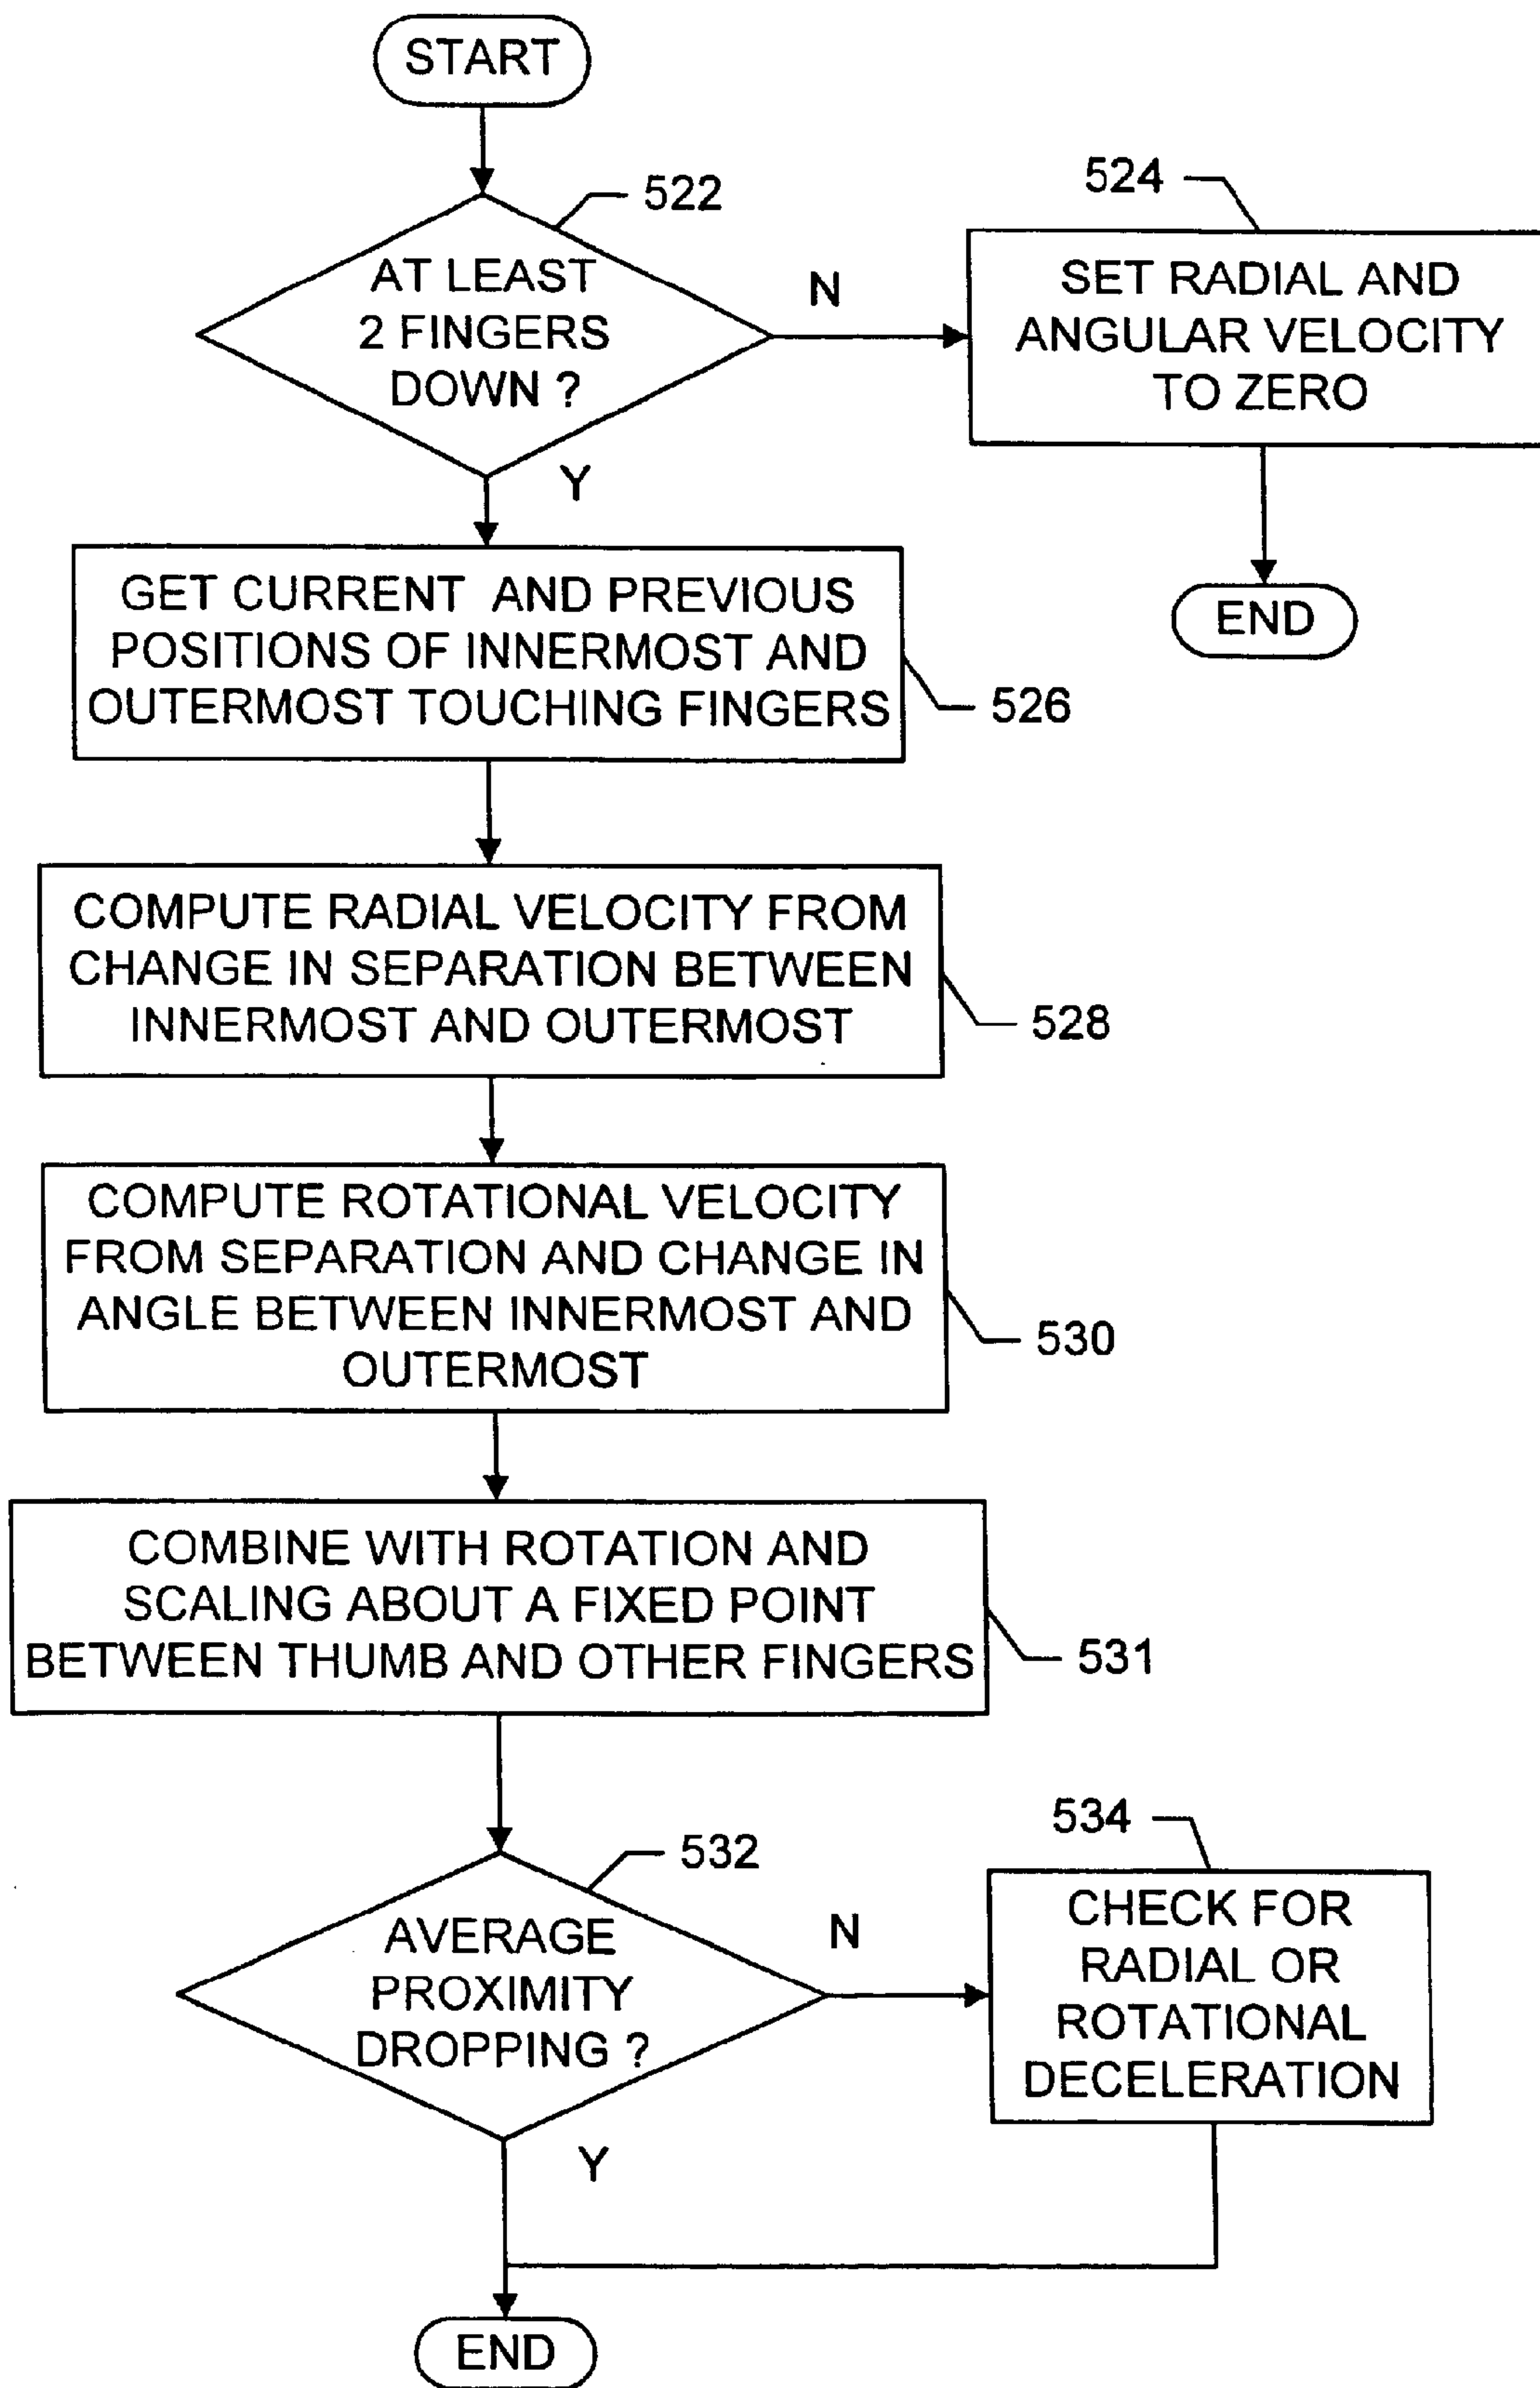 START
522
AT LEAST
2 FINGERS
DOWN ?
N
524
SET RADIAL AND
ANGULAR VELOCITY
TO ZERO
END
Y
GET CURRENT AND PREVIOUS
POSITIONS OF INNERMOST AND
OUTERMOST TOUCHING FINGERS
526
COMPUTE RADIAL VELOCITY FROM
CHANGE IN SEPARATION BETWEEN
INNERMOST AND OUTERMOST
528
COMPUTE ROTATIONAL VELOCITY
FROM SEPARATION AND CHANGE IN
ANGLE BETWEEN INNERMOST AND
OUTERMOST
530
COMBINE WITH ROTATION AND
SCALING ABOUT A FIXED POINT
BETWEEN THUMB AND OTHER FINGERS
531
532
AVERAGE
PROXIMITY
DROPPING ?
N
534
CHECK FOR
RADIAL OR
ROTATIONAL
DECELERATION
Y
END